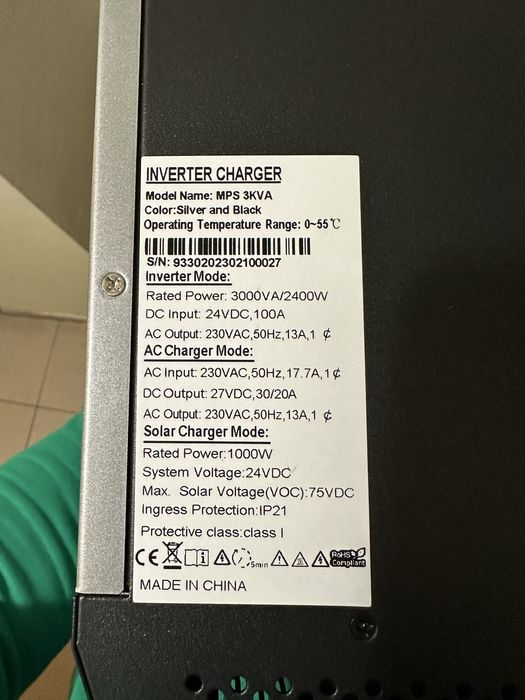 INVERTER CHARGER
Model Name: MPS 3KVA
Color:Silver and Black
Operating Temperature Range: 0~55℃
S/N: 9330202302100027
Inverter Mode:
Rated Power: 3000VA/2400W
DC Input: 24VDC,100A
AC Output: 230VAC,50Hz,13A,1 ¢
AC Charger Mode:
AC Input: 230VAC,50Hz,17.7A,1¢
DC Output: 27VDC,30/20A
AC Output: 230VAC,50Hz,13A,1 ¢
Solar Charger Mode:
Rated Power:1000W
System Voltage:24VDC
Max. Solar Voltage(VOC):75VDC
Ingress Protection:IP21
Protective class:class I
CE 5min RoHS Compliant
MADE IN CHINA